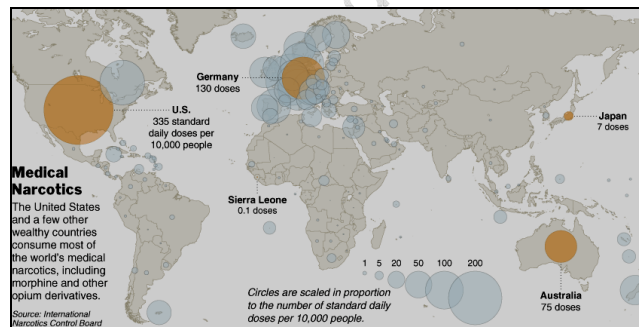 Germany
130 doses
U.S.
335 standard
daily doses per
10,000 people
Japan
7 doses
Medical
Narcotics
The United States
and a few other
wealthy countries
consume most of
the world's medical
narcotics, including
morphine and other
opium derivatives.
Source: International
Narcotics Control Board
Sierra Leone
0.1 doses
1 5 20 50 100 200
Circles are scaled in proportion
to the number of standard daily
doses per 10,000 people.
Australia
75 doses